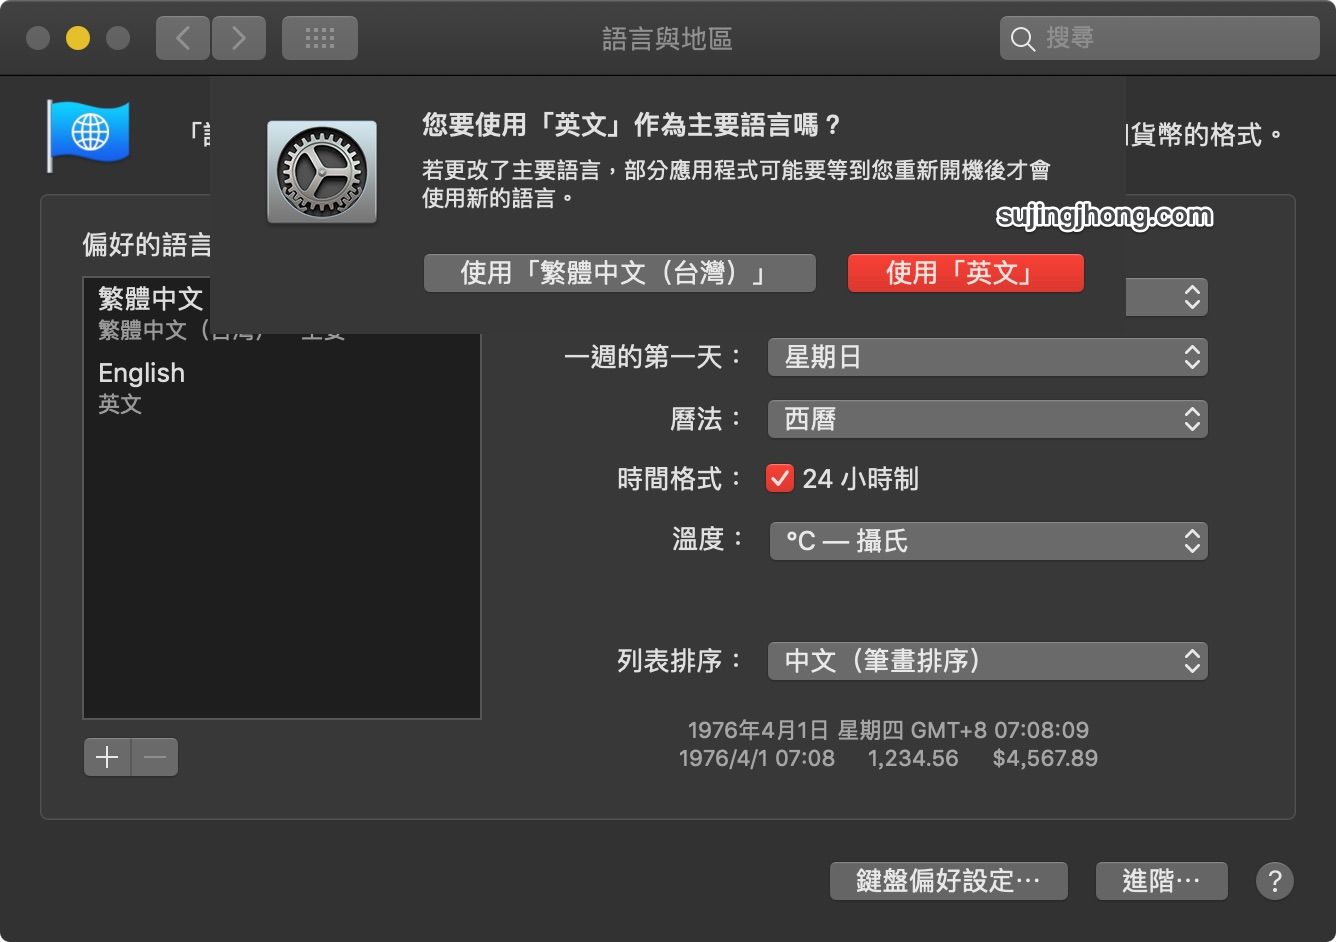 語言與地區
搜尋
您要使用「英文」作為主要語言嗎？
若更改了主要語言，部分應用程式可能要等到您重新開機後才會
使用新的語言。
貨幣的格式。
sujingjhong.com
使用「繁體中文（台灣）」
使用「英文」
偏好的語言
繁體中文
繁體中文（台灣） — 主要
English
英文
一週的第一天：
星期日
曆法：
西曆
時間格式：
24 小時制
溫度：
°C — 攝氏
列表排序：
中文（筆畫排序）
1976年4月1日 星期四 GMT+8 07:08:09
1976/4/1 07:08 1,234.56 $4,567.89
鍵盤偏好設定⋯
進階⋯
?